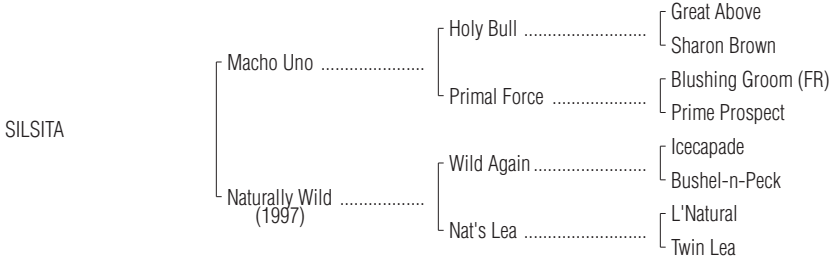 Great Above
Holy Bull ..........................
Sharon Brown
Macho Uno ......................
Blushing Groom (FR)
Primal Force ....................
Prime Prospect
SILSITA
Icecapade
Wild Again ........................
Bushel-n-Peck
Naturally Wild ..................
(1997)
L'Natural
Nat's Lea ..........................
Twin Lea